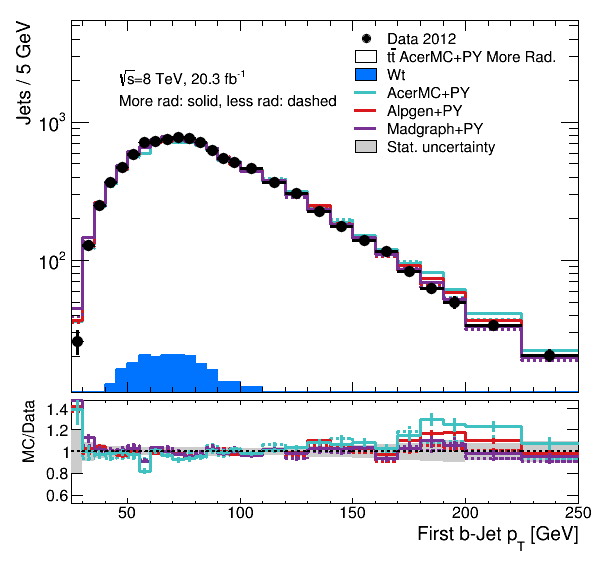 Jets / 5 GeV
Data 2012
tt̄ AcerMC+PY More Rad.
Wt
AcerMC+PY
Alpgen+PY
Madgraph+PY
Stat. uncertainty
√s=8 TeV, 20.3 fb⁻¹
More rad: solid, less rad: dashed
10³
10²
MC/Data
1.4
1.2
1
0.8
0.6
50 100 150 200 250
First b-Jet p_T [GeV]